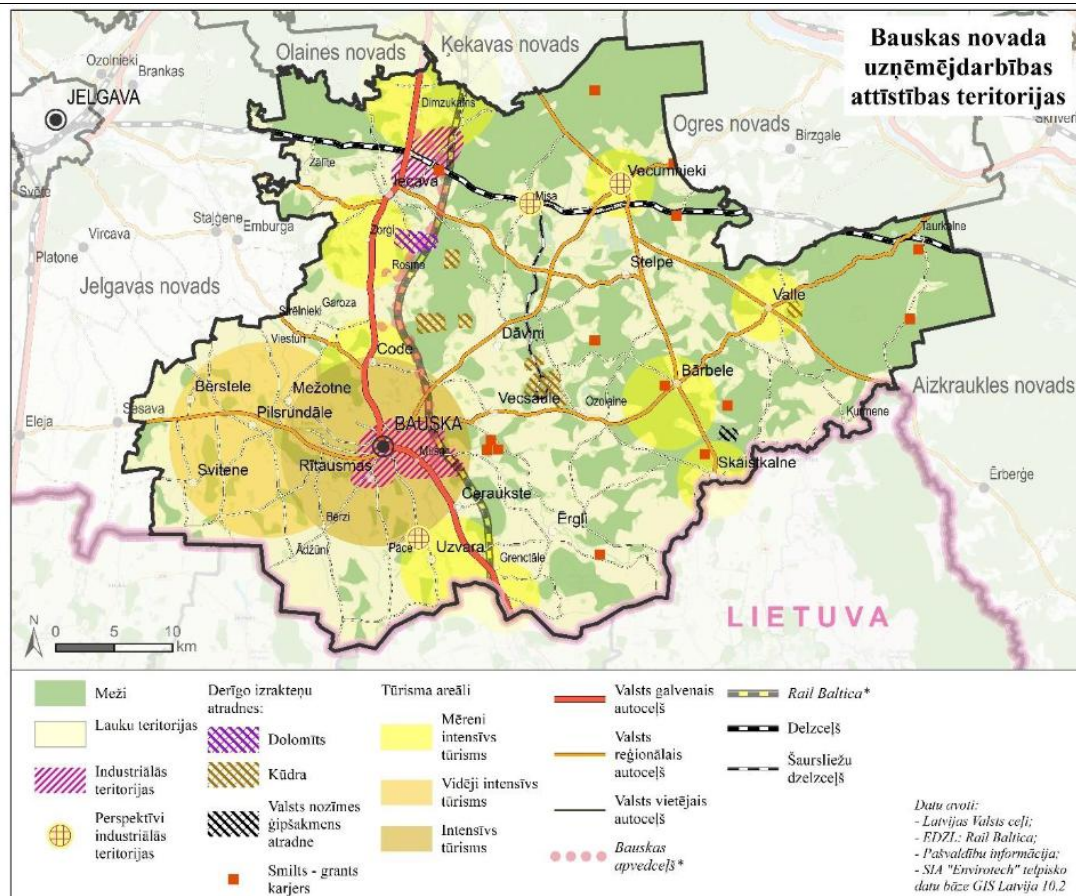 Bauskas novada
uzņēmējdarbības
attīstības teritorijas
Olaines novads
Ķekavas novads
Ozolnieki
Brankas
JELGAVA
Dimzukalns
Ogres novads
Birzgale
Skrīveri
Zālīte
Iecava
Vecumnieki
Misa
Svēte
Staļģene
Emburga
Zorģi
Taurkalne
Vircava
Platone
Rosme
Stelpe
Jelgavas novads
Garoza
Valle
Strēlnieki
Viesturi
Code
Dāviņi
Bērstele
Mežotne
Bārbele
Ozolaine
Aizkraukles novads
Vecsaule
Eleja
Sesava
Pilsrundāle
BAUSKA
Kurmene
Mūsa
Svitene
Rītausmas
Skaistkalne
Ērberģe
Ceraukste
Bērzi
Ērgļi
Ādžūni
Pāce
Uzvara
Grenctāle
LIETUVA
N
0 5 10
km
Meži
Lauku teritorijas
Industriālās
teritorijas
Perspektīvi
industriālās
teritorijas
Derīgo izrakteņu
atradnes:
Dolomīts
Kūdra
Valsts nozīmes
ģipšakmens
atradne
Smilts - grants
karjers
Tūrisma areāli
Mēreni
intensīvs
tūrisms
Vidēji intensīvs
tūrisms
Intensīvs
tūrisms
Valsts galvenais
autoceļš
Valsts
reģionālais
autoceļš
Valsts vietējais
autoceļš
Bauskas
apvedceļš*
Rail Baltica*
Delzceļš
Šaursliežu
dzelzceļš
Datu avoti:
- Latvijas Valsts ceļi;
- EDZL: Rail Baltica;
- Pašvaldību informācija;
- SIA "Envirotech" telpisko
datu bāze GIS Latvija 10.2